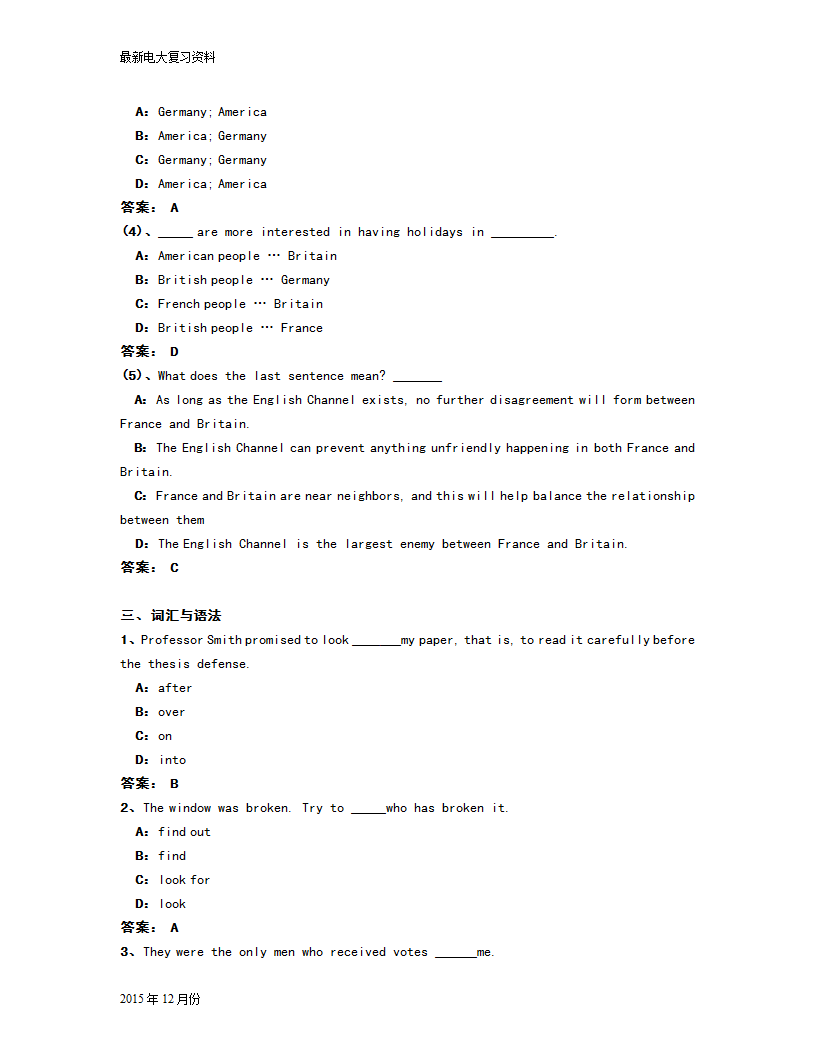 最新电大复习资料
A: Germany; America
B: America; Germany
C: Germany; Germany
D: America; America
答案: A
(4)、_____ are more interested in having holidays in _________.
A: American people … Britain
B: British people … Germany
C: French people … Britain
D: British people … France
答案: D
(5)、What does the last sentence mean? _______
A: As long as the English Channel exists, no further disagreement will form between
France and Britain.
B: The English Channel can prevent anything unfriendly happening in both France and
Britain.
C: France and Britain are near neighbors, and this will help balance the relationship
between them
D: The English Channel is the largest enemy between France and Britain.
答案: C
三、词汇与语法
1、Professor Smith promised to look _______my paper, that is, to read it carefully before
the thesis defense.
A: after
B: over
C: on
D: into
答案: B
2、The window was broken. Try to _____who has broken it.
A: find out
B: find
C: look for
D: look
答案: A
3、They were the only men who received votes ______me.
2015 年 12 月份